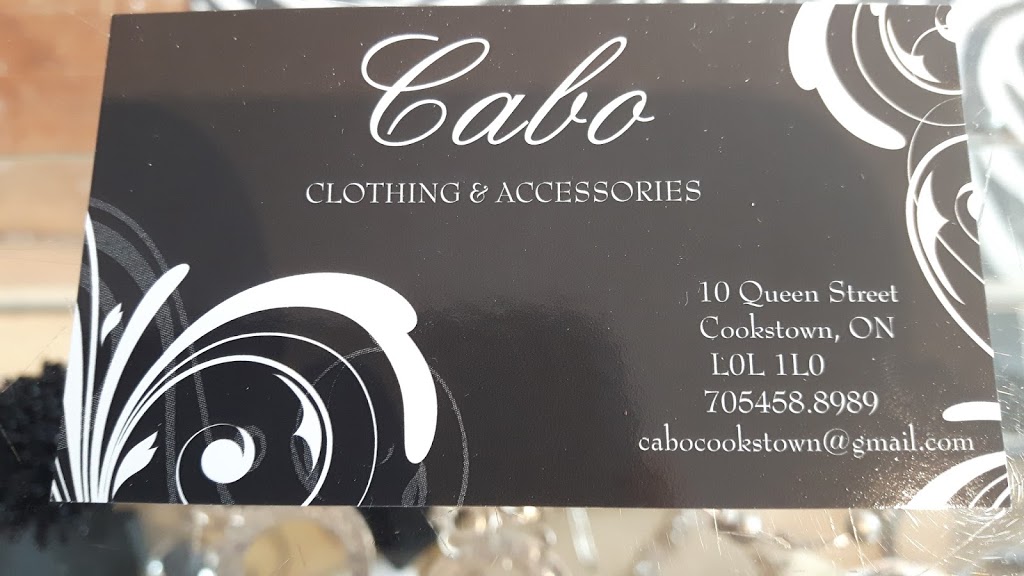 Cabo
CLOTHING & ACCESSORIES
10 Queen Street
Cookstown, ON
L0L 1L0
705458.8989
cabocookstown@gmail.com